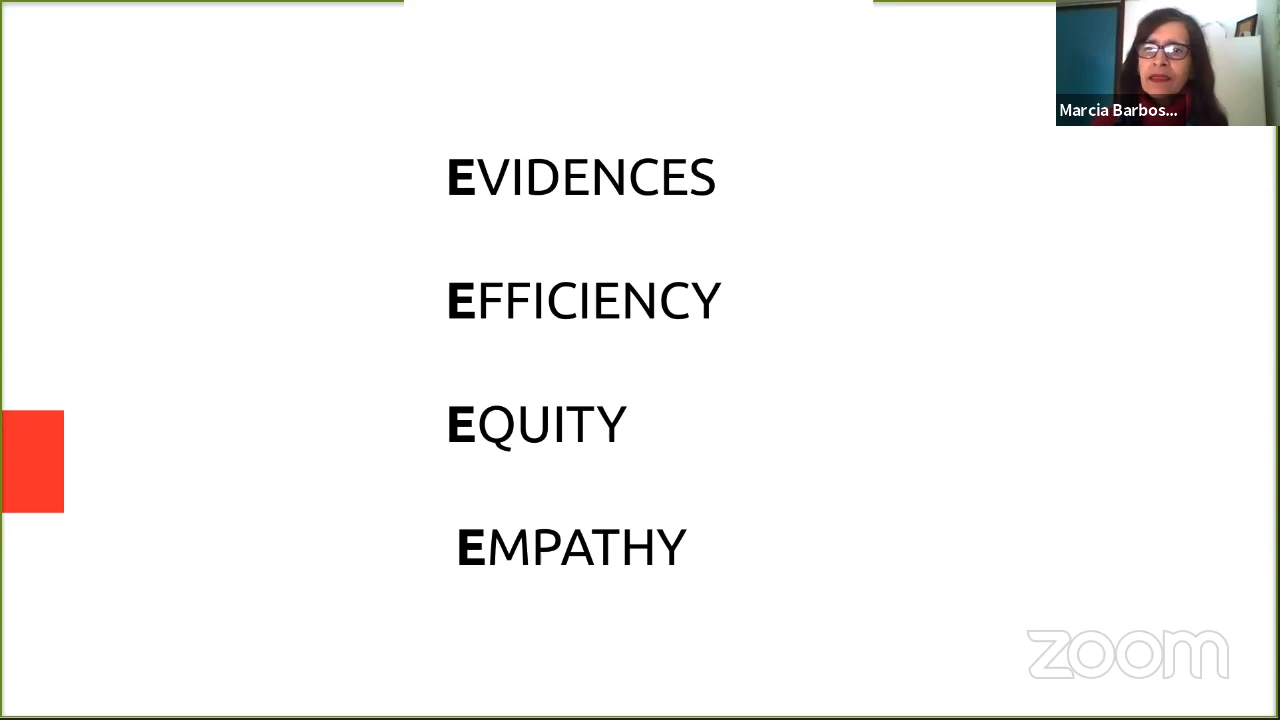 Marcia Barbos...
EVIDENCES
EFFICIENCY
EQUITY
EMPATHY
zoom